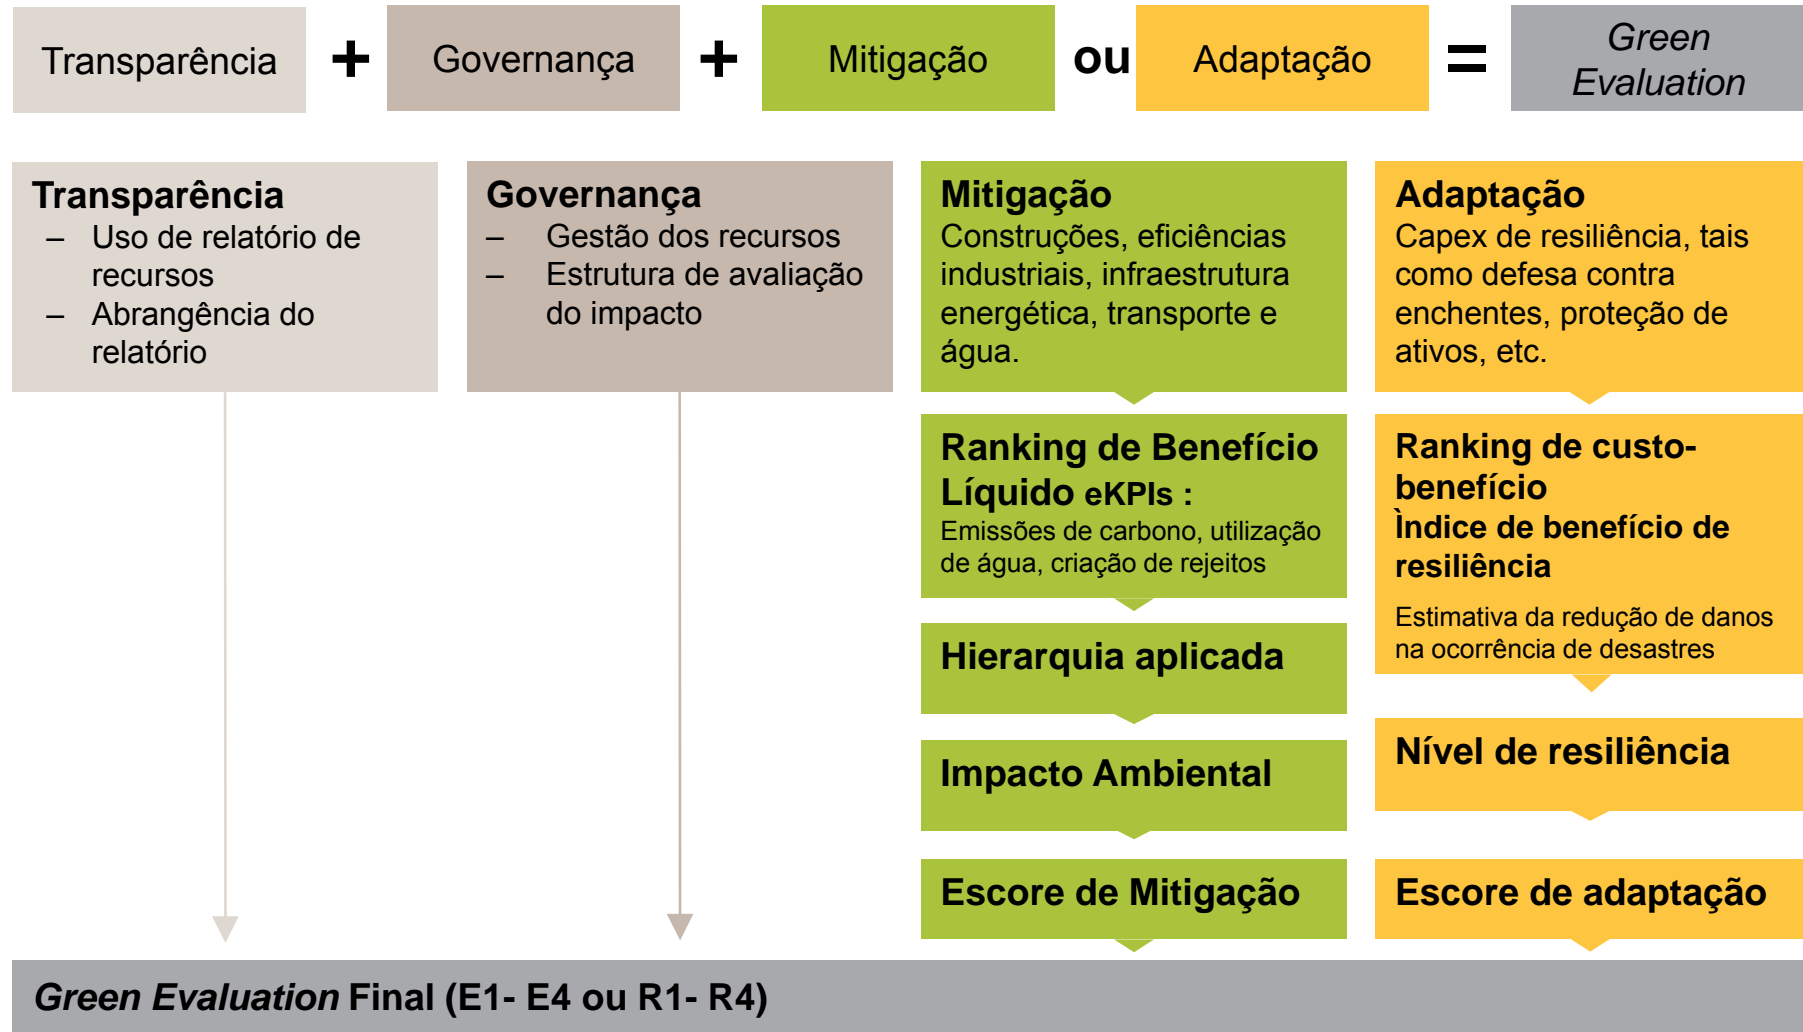 Transparência + Governança + Mitigação ou Adaptação = Green
Evaluation
Transparência
– Uso de relatório de
recursos
– Abrangência do
relatório
Governança
– Gestão dos recursos
– Estrutura de avaliação
do impacto
Mitigação
Construções, eficiências
industriais, infraestrutura
energética, transporte e
água.
Ranking de Benefício
Líquido eKPIs :
Emissões de carbono, utilização
de água, criação de rejeitos
Hierarquia aplicada
Impacto Ambiental
Escore de Mitigação
Adaptação
Capex de resiliência, tais
como defesa contra
enchentes, proteção de
ativos, etc.
Ranking de custo-
benefício
Ìndice de benefício de
resiliência
Estimativa da redução de danos
na ocorrência de desastres
Nível de resiliência
Escore de adaptação
Green Evaluation Final (E1- E4 ou R1- R4)